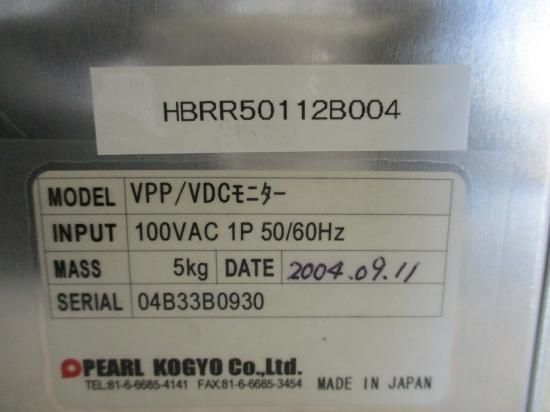 HBRR50112B004
MODEL VPP/VDCモニター
INPUT 100VAC 1P 50/60Hz
MASS 5kg DATE 2004.09.11
SERIAL 04B33B0930
PEARL KOGYO Co.,Ltd.
TEL:81-6-6685-4141 FAX:81-6-6685-3454 MADE IN JAPAN